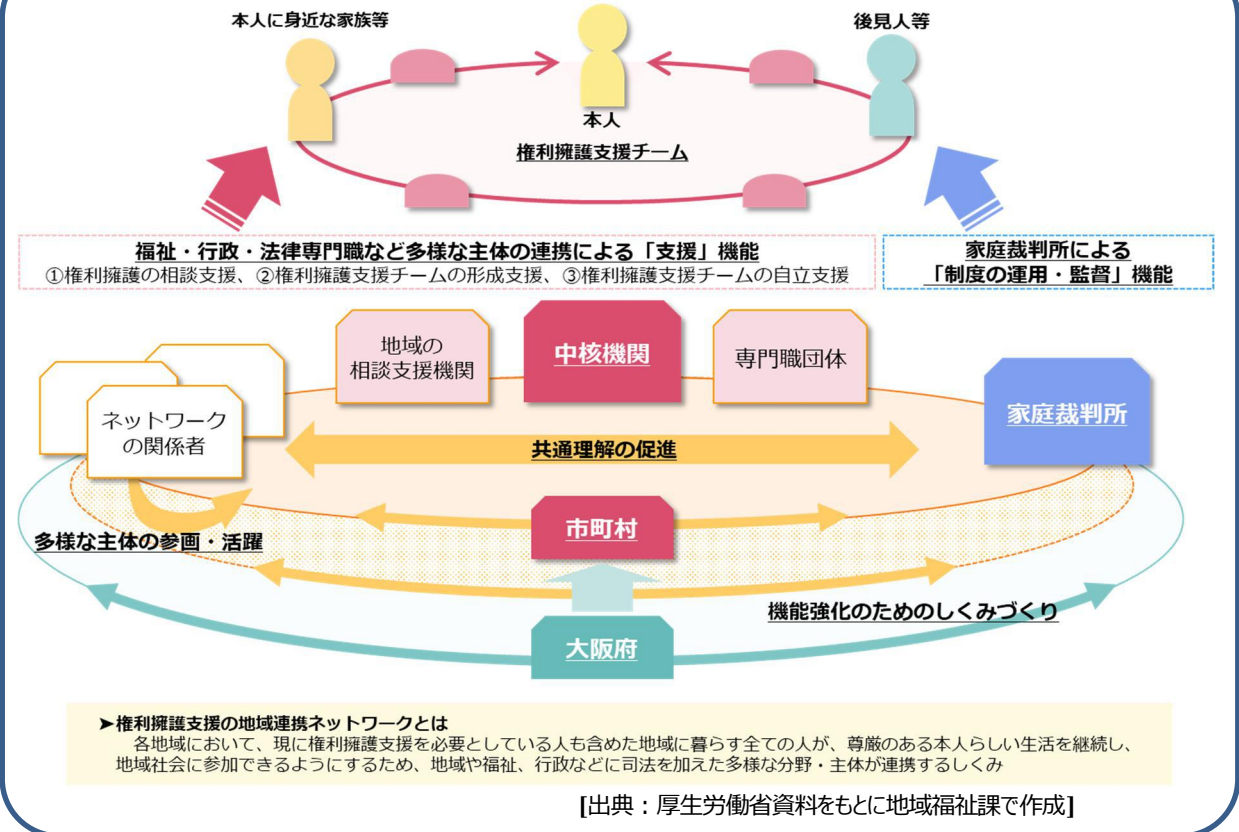 本人に身近な家族等
後見人等
本人
権利擁護支援チーム
福祉・行政・法律専門職など多様な主体の連携による「支援」機能
①権利擁護の相談支援、②権利擁護支援チームの形成支援、③権利擁護支援チームの自立支援
家庭裁判所による
「制度の運用・監督」機能
地域の
相談支援機関
中核機関
専門職団体
ネットワーク
の関係者
家庭裁判所
共通理解の促進
市町村
多様な主体の参画・活躍
機能強化のためのしくみづくり
大阪府
➤権利擁護支援の地域連携ネットワークとは
各地域において、現に権利擁護支援を必要としている人も含めた地域に暮らす全ての人が、尊厳のある本人らしい生活を継続し、
地域社会に参加できるようにするため、地域や福祉、行政などに司法を加えた多様な分野・主体が連携するしくみ
[出典：厚生労働省資料をもとに地域福祉課で作成]